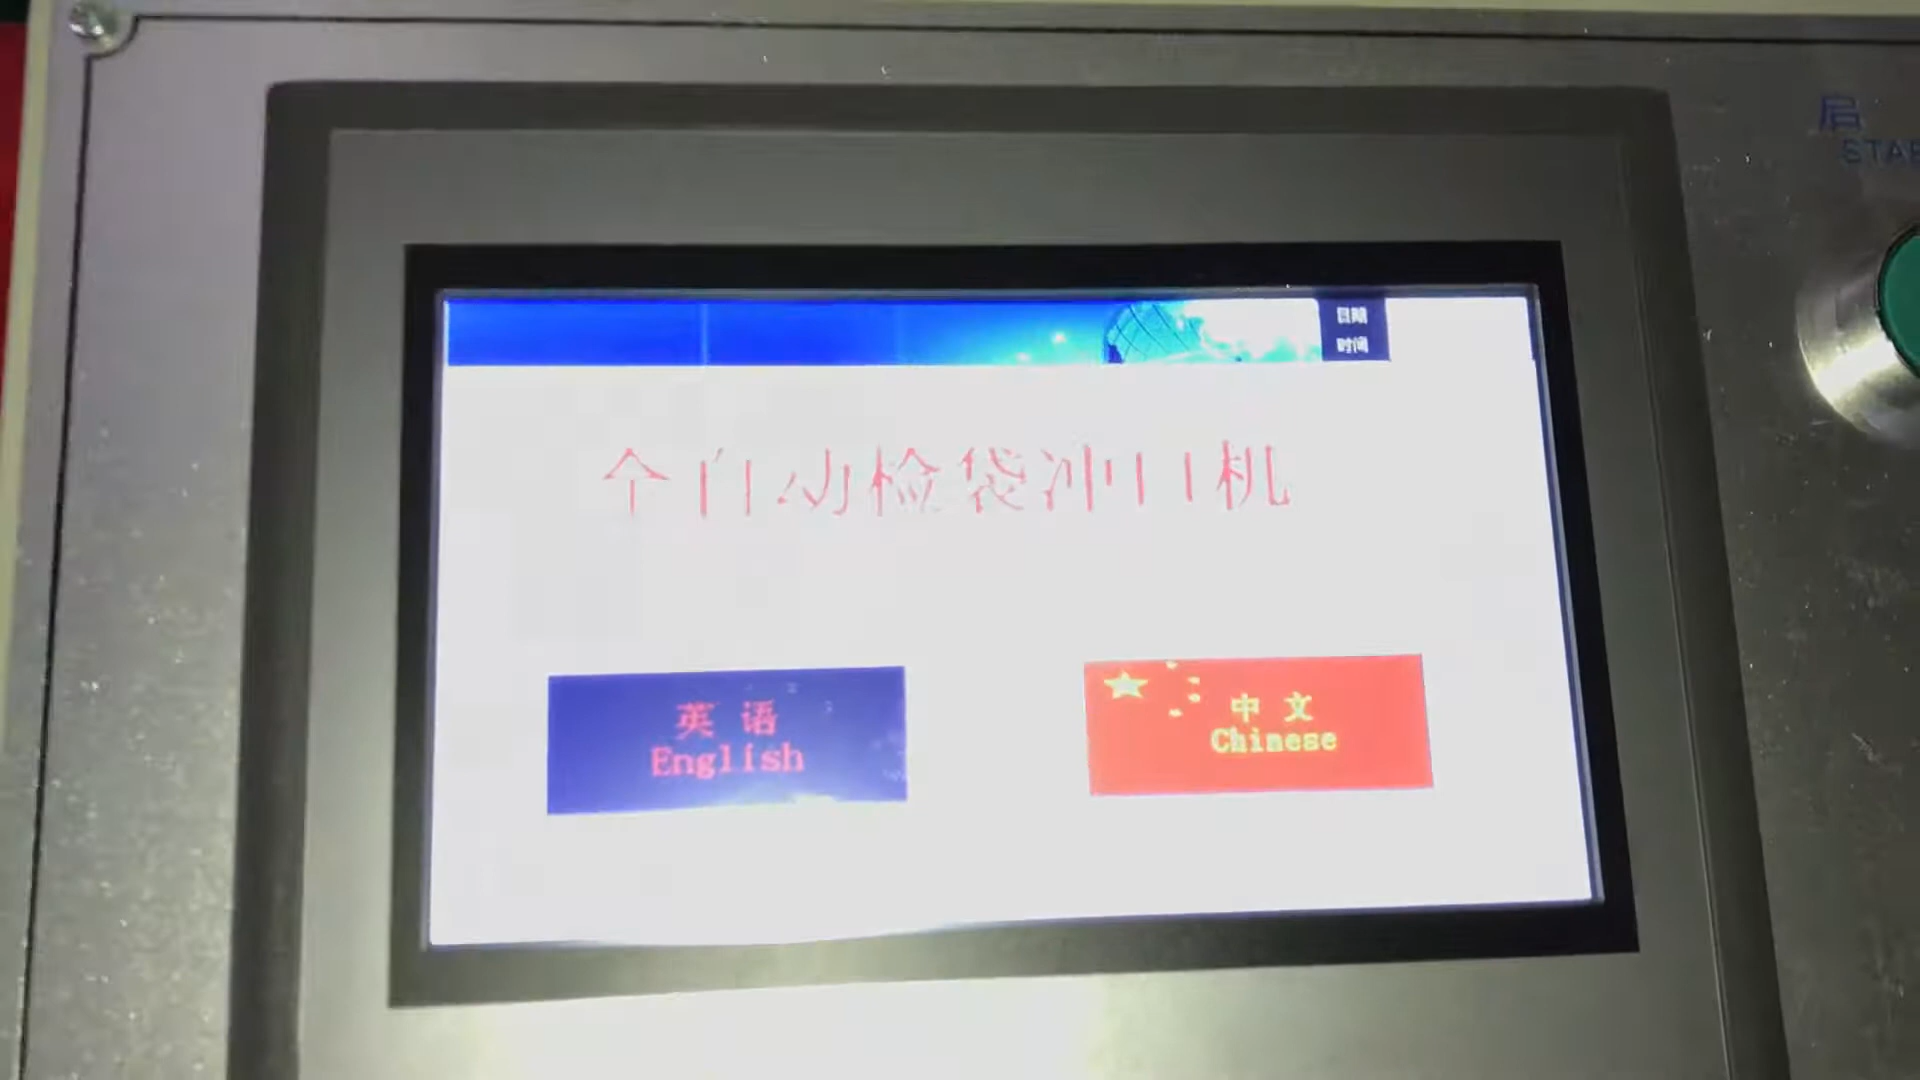 启
日期
时间
全自动检袋冲口机
英 语
English
中 文
Chinese